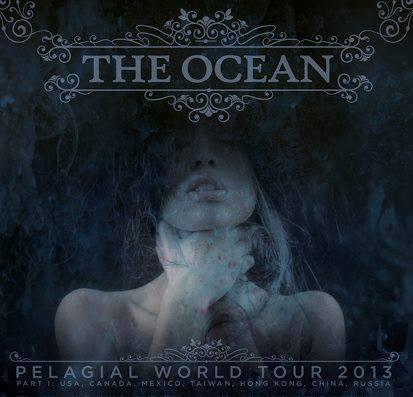 THE OCEAN
PELAGIAL WORLD TOUR 2013
PART I: USA, CANADA, MEXICO, TAIWAN, HONG KONG, CHINA, RUSSIA